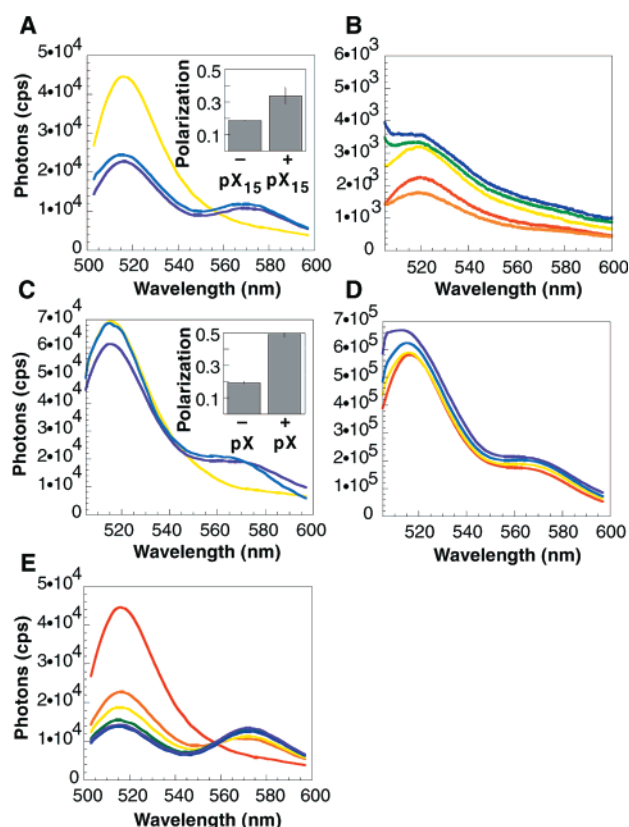 A
B
5•10⁴
4•10⁴
3•10⁴
2•10⁴
1•10⁴
0
Photons (cps)
500 520 540 560 580 600
Wavelength (nm)
0.5
0.3
0.1
Polarization
− +
pX15 pX15
6•10³
5•10³
4•10³
3•10³
2•10³
1•10³
0
520 540 560 580 600
Wavelength (nm)
C
D
7•10⁴
6•10⁴
5•10⁴
4•10⁴
3•10⁴
2•10⁴
1•10⁴
0
Photons (cps)
520 540 560 580 600
Wavelength (nm)
0.5
0.3
0.1
Polarization
− +
pX pX
7•10⁵
6•10⁵
5•10⁵
4•10⁵
3•10⁵
2•10⁵
1•10⁵
0
520 540 560 580 600
Wavelength (nm)
E
5•10⁴
4•10⁴
3•10⁴
2•10⁴
1•10⁴
0
Photons (cps)
500 520 540 560 580 600
Wavelength (nm)